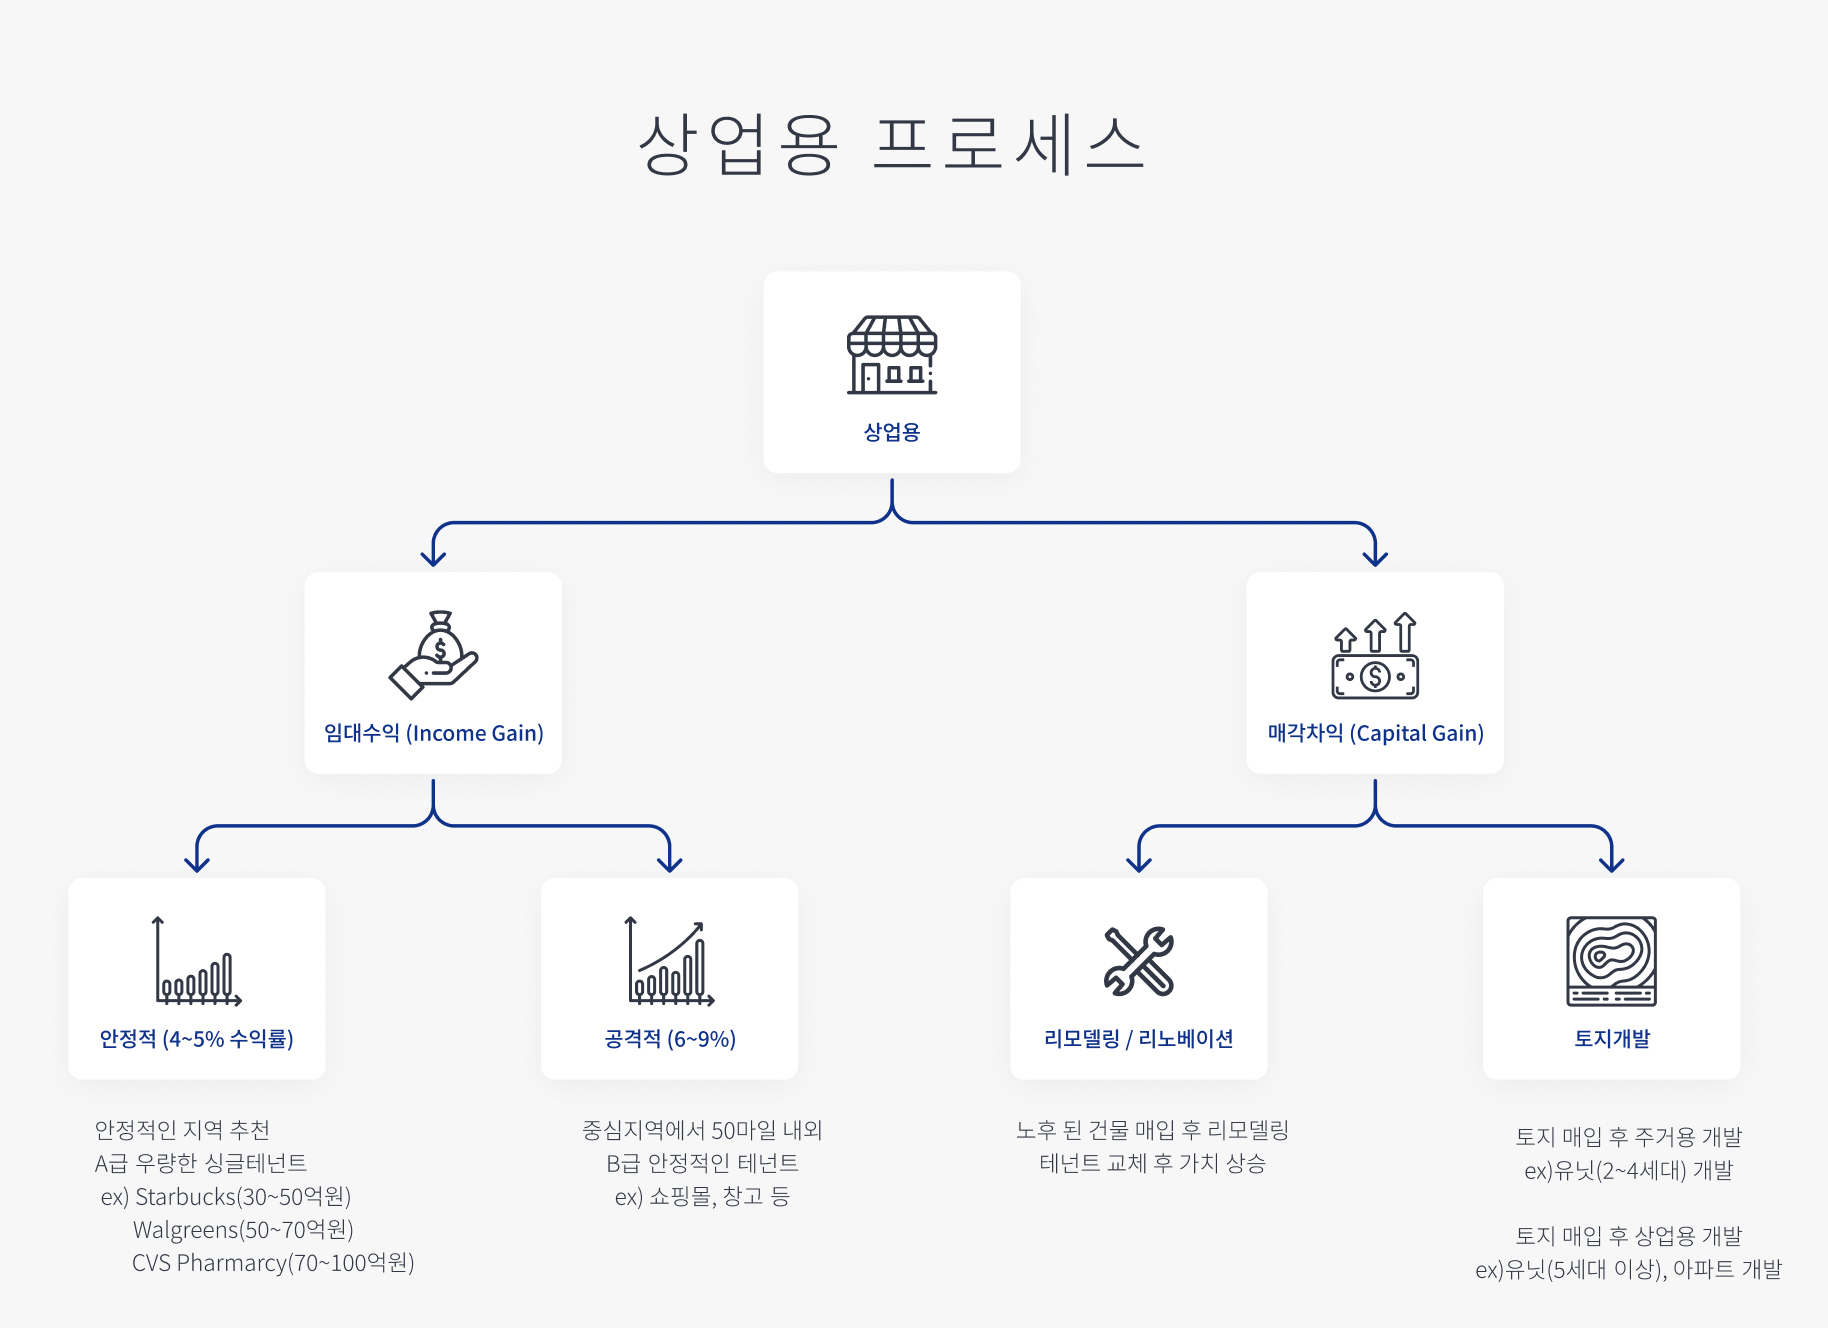 상업용 프로세스
상업용
임대수익 (Income Gain)
매각차익 (Capital Gain)
안정적 (4~5% 수익률)
공격적 (6~9%)
리모델링 / 리노베이션
토지개발
안정적인 지역 추천
A급 우량한 싱글테넌트
ex) Starbucks(30~50억원)
Walgreens(50~70억원)
CVS Pharmarcy(70~100억원)
중심지역에서 50마일 내외
B급 안정적인 테넌트
ex) 쇼핑몰, 창고 등
노후 된 건물 매입 후 리모델링
테넌트 교체 후 가치 상승
토지 매입 후 주거용 개발
ex)유닛(2~4세대) 개발
토지 매입 후 상업용 개발
ex)유닛(5세대 이상), 아파트 개발